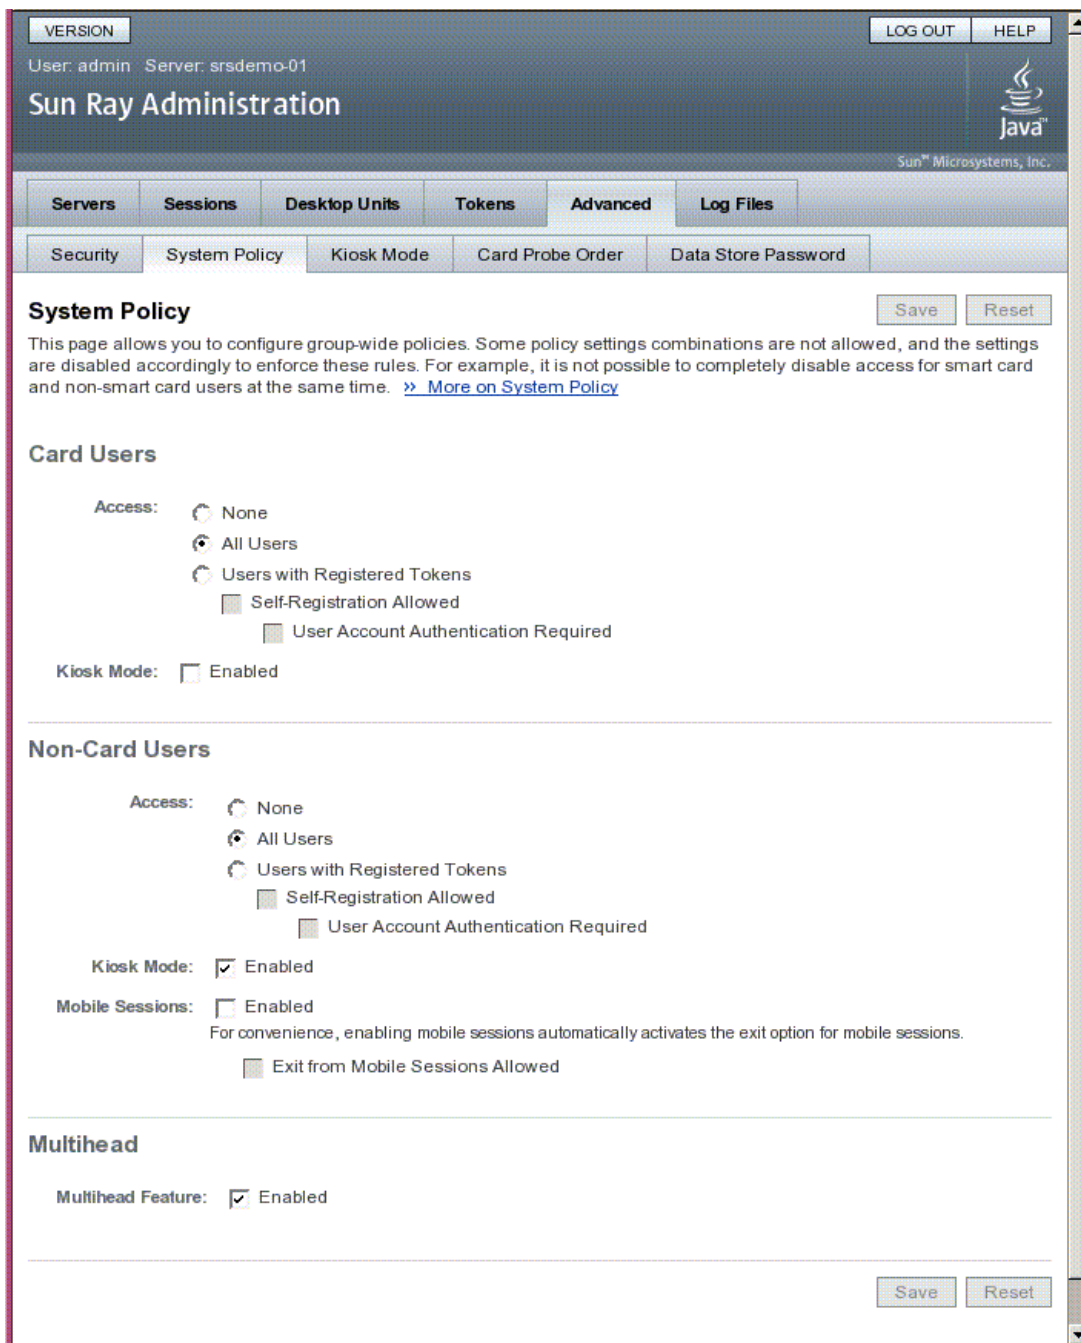 VERSION
LOG OUT
HELP
User: admin Server: srsdemo-01
Sun Ray Administration
Java™
Sun™ Microsystems, Inc.
Servers
Sessions
Desktop Units
Tokens
Advanced
Log Files
Security
System Policy
Kiosk Mode
Card Probe Order
Data Store Password
System Policy
Save
Reset
This page allows you to configure group-wide policies. Some policy settings combinations are not allowed, and the settings
are disabled accordingly to enforce these rules. For example, it is not possible to completely disable access for smart card
and non-smart card users at the same time. >> More on System Policy
Card Users
Access:
None
All Users
Users with Registered Tokens
Self-Registration Allowed
User Account Authentication Required
Kiosk Mode: Enabled
Non-Card Users
Access:
None
All Users
Users with Registered Tokens
Self-Registration Allowed
User Account Authentication Required
Kiosk Mode: Enabled
Mobile Sessions: Enabled
For convenience, enabling mobile sessions automatically activates the exit option for mobile sessions.
Exit from Mobile Sessions Allowed
Multihead
Multihead Feature: Enabled
Save
Reset